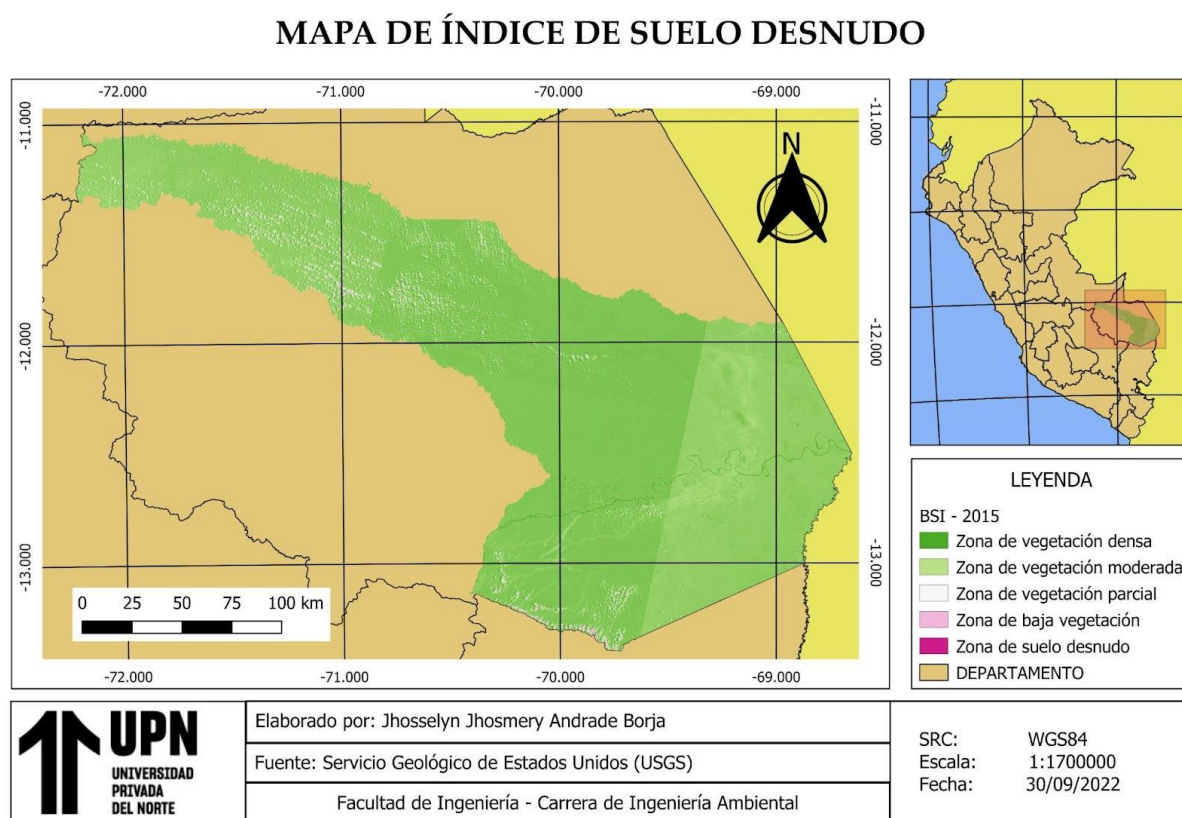 MAPA DE ÍNDICE DE SUELO DESNUDO
-72.000 -71.000 -70.000 -69.000
-11.000 -11.000
-12.000 -12.000
-13.000 -13.000
N
0 25 50 75 100 km
-72.000 -71.000 -70.000 -69.000
LEYENDA
BSI - 2015
Zona de vegetación densa
Zona de vegetación moderada
Zona de vegetación parcial
Zona de baja vegetación
Zona de suelo desnudo
DEPARTAMENTO
UPN
UNIVERSIDAD
PRIVADA
DEL NORTE
Elaborado por: Jhosselyn Jhosmery Andrade Borja
Fuente: Servicio Geológico de Estados Unidos (USGS)
Facultad de Ingeniería - Carrera de Ingeniería Ambiental
SRC: WGS84
Escala: 1:1700000
Fecha: 30/09/2022